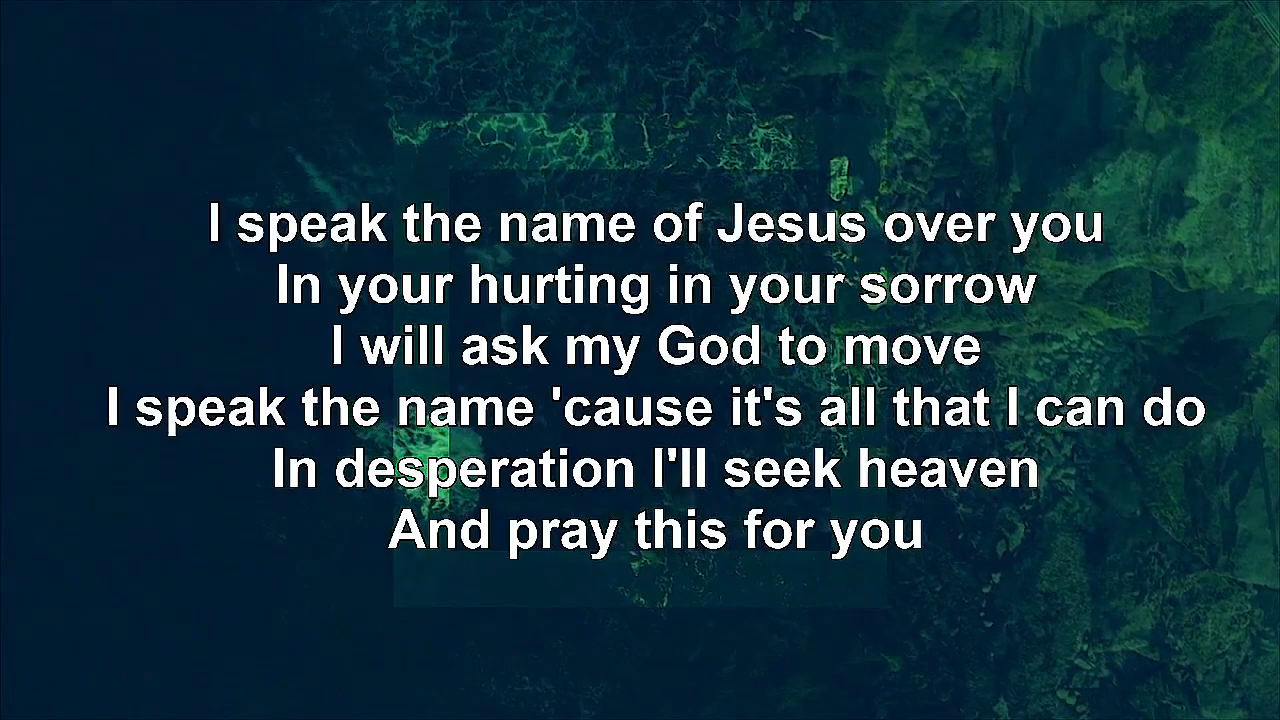 I speak the name of Jesus over you
In your hurting in your sorrow
I will ask my God to move
I speak the name 'cause it's all that I can do
In desperation I'll seek heaven
And pray this for you